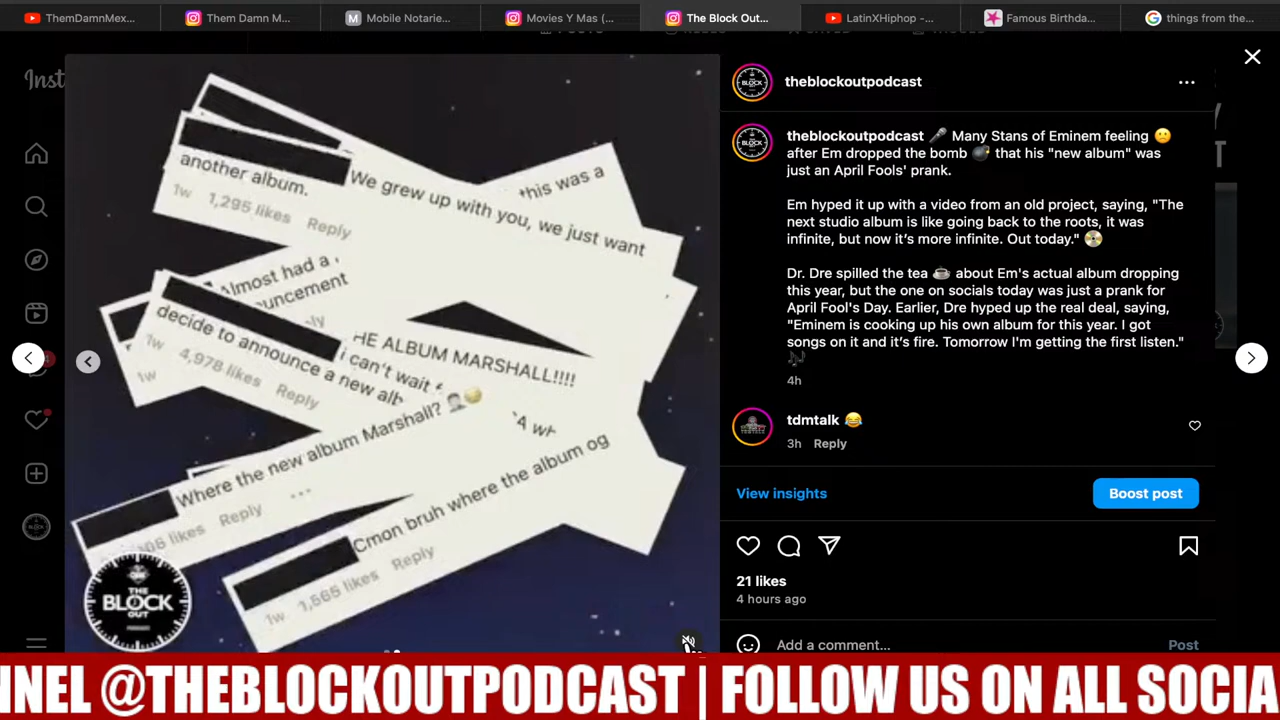 ThemDamnMex...
Them Damn M...
Mobile Notarie...
Movies Y Mas (...
The Block Out...
LatinXHiphop -...
Famous Birthda...
things from the...
Inst
another album.
1w 1,295 likes Reply
We grew up with you, we just want
this was a
Almost had a
decide to announce a new alb
1w 4,978 likes Reply
1w
HE ALBUM MARSHALL!!!!
i can't wait
Where the new album Marshall? 🤦🏻‍♂️😂
likes Reply
Cmon bruh where the album og
1w 1,565 likes Reply
THE
BLOCK
OUT
theblockoutpodcast
theblockoutpodcast 🎤 Many Stans of Eminem feeling 🙁
after Em dropped the bomb 💣 that his "new album" was
just an April Fools' prank.
Em hyped it up with a video from an old project, saying, "The
next studio album is like going back to the roots, it was
infinite, but now it's more infinite. Out today." 📀
Dr. Dre spilled the tea ☕ about Em's actual album dropping
this year, but the one on socials today was just a prank for
April Fool's Day. Earlier, Dre hyped up the real deal, saying,
"Eminem is cooking up his own album for this year. I got
songs on it and it's fire. Tomorrow I'm getting the first listen."
🎶
4h
tdmtalk 😂
3h Reply
View insights
Boost post
21 likes
4 hours ago
Add a comment...
Post
NNEL @THEBLOCKOUTPODCAST | FOLLOW US ON ALL SOCIA